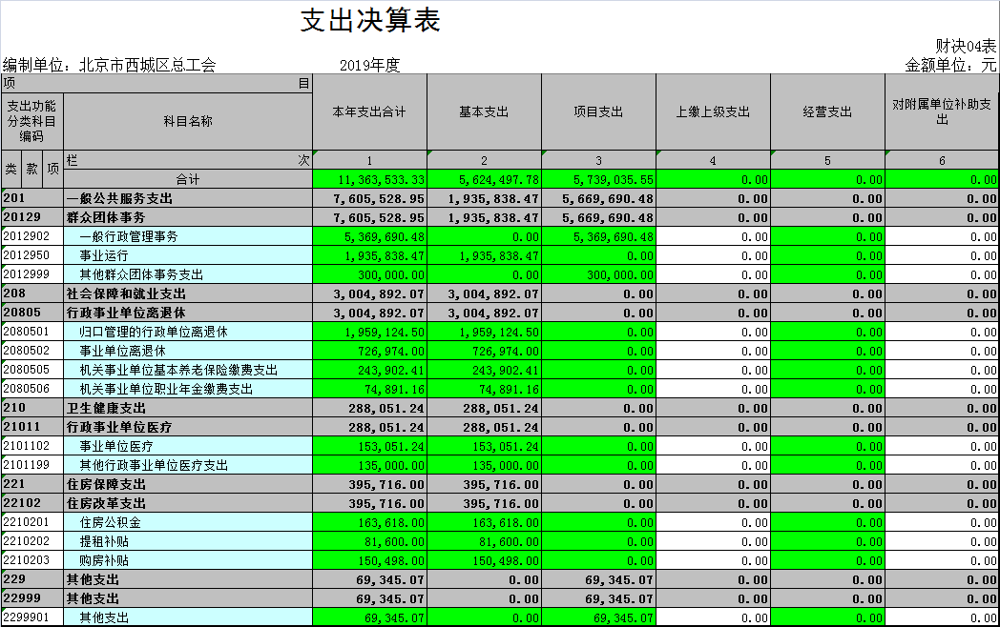 支出决算表
财决04表
编制单位：北京市西城区总工会 2019年度 金额单位：元
项 目 本年支出合计 基本支出 项目支出 上缴上级支出 经营支出 对附属单位补助支出
支出功能分类科目编码 科目名称
类 款 项 栏 次 1 2 3 4 5 6
合计 11,363,533.33 5,624,497.78 5,739,035.55 0.00 0.00 0.00
201 一般公共服务支出 7,605,528.95 1,935,838.47 5,669,690.48 0.00 0.00 0.00
20129 群众团体事务 7,605,528.95 1,935,838.47 5,669,690.48 0.00 0.00 0.00
2012902 一般行政管理事务 5,369,690.48 0.00 5,369,690.48 0.00 0.00 0.00
2012950 事业运行 1,935,838.47 1,935,838.47 0.00 0.00 0.00 0.00
2012999 其他群众团体事务支出 300,000.00 0.00 300,000.00 0.00 0.00 0.00
208 社会保障和就业支出 3,004,892.07 3,004,892.07 0.00 0.00 0.00 0.00
20805 行政事业单位离退休 3,004,892.07 3,004,892.07 0.00 0.00 0.00 0.00
2080501 归口管理的行政单位离退休 1,959,124.50 1,959,124.50 0.00 0.00 0.00 0.00
2080502 事业单位离退休 726,974.00 726,974.00 0.00 0.00 0.00 0.00
2080505 机关事业单位基本养老保险缴费支出 243,902.41 243,902.41 0.00 0.00 0.00 0.00
2080506 机关事业单位职业年金缴费支出 74,891.16 74,891.16 0.00 0.00 0.00 0.00
210 卫生健康支出 288,051.24 288,051.24 0.00 0.00 0.00 0.00
21011 行政事业单位医疗 288,051.24 288,051.24 0.00 0.00 0.00 0.00
2101102 事业单位医疗 153,051.24 153,051.24 0.00 0.00 0.00 0.00
2101199 其他行政事业单位医疗支出 135,000.00 135,000.00 0.00 0.00 0.00 0.00
221 住房保障支出 395,716.00 395,716.00 0.00 0.00 0.00 0.00
22102 住房改革支出 395,716.00 395,716.00 0.00 0.00 0.00 0.00
2210201 住房公积金 163,618.00 163,618.00 0.00 0.00 0.00 0.00
2210202 提租补贴 81,600.00 81,600.00 0.00 0.00 0.00 0.00
2210203 购房补贴 150,498.00 150,498.00 0.00 0.00 0.00 0.00
229 其他支出 69,345.07 0.00 69,345.07 0.00 0.00 0.00
22999 其他支出 69,345.07 0.00 69,345.07 0.00 0.00 0.00
2299901 其他支出 69,345.07 0.00 69,345.07 0.00 0.00 0.00